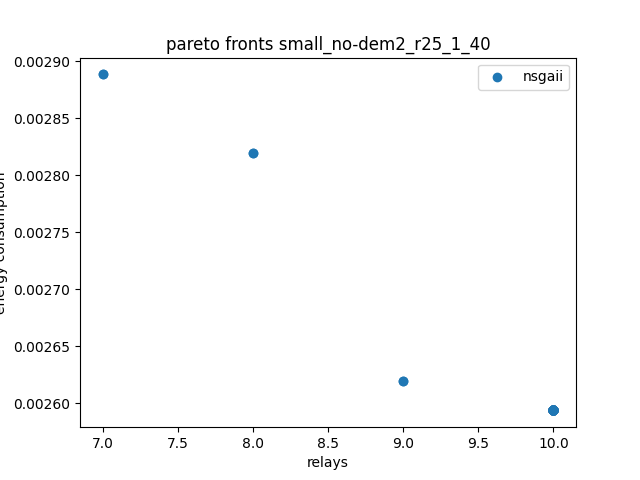 pareto fronts small_no-dem2_r25_1_40
nsgaii
0.00290
0.00285
0.00280
0.00275
0.00270
0.00265
0.00260
energy consumption
7.0 7.5 8.0 8.5 9.0 9.5 10.0
relays